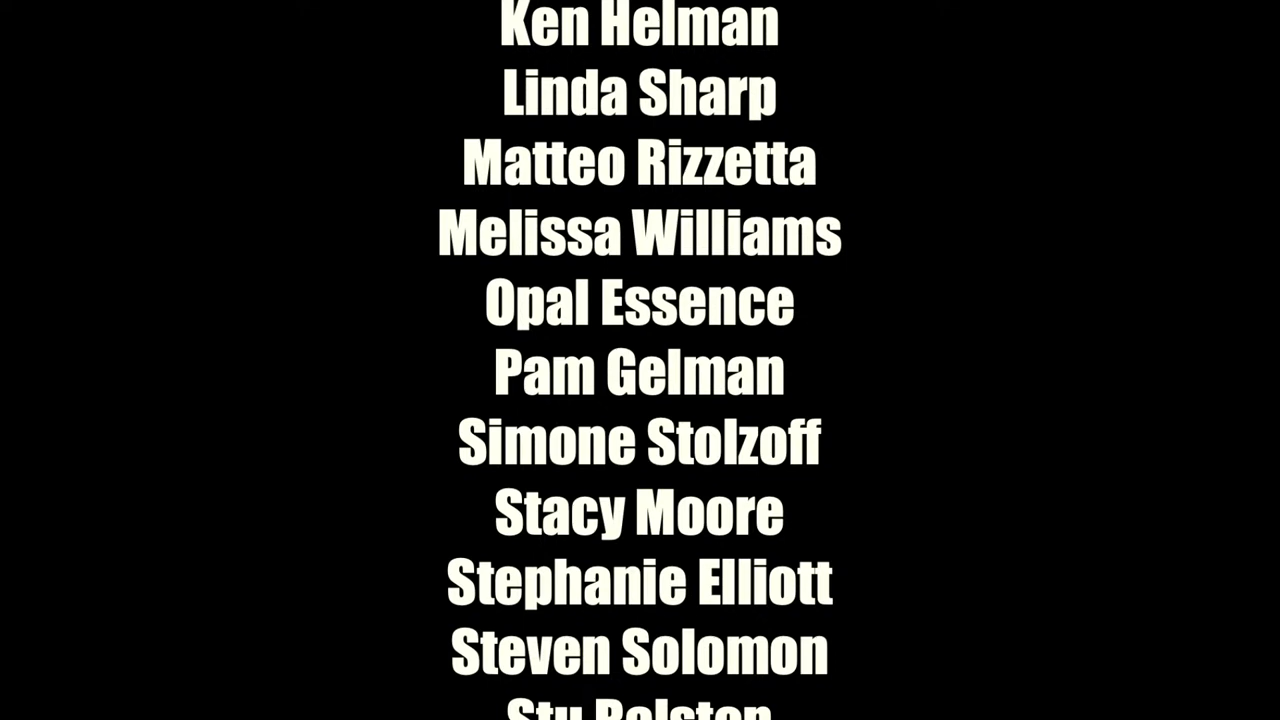 Ken Helman
Linda Sharp
Matteo Rizzetta
Melissa Williams
Opal Essence
Pam Gelman
Simone Stolzoff
Stacy Moore
Stephanie Elliott
Steven Solomon
Stu